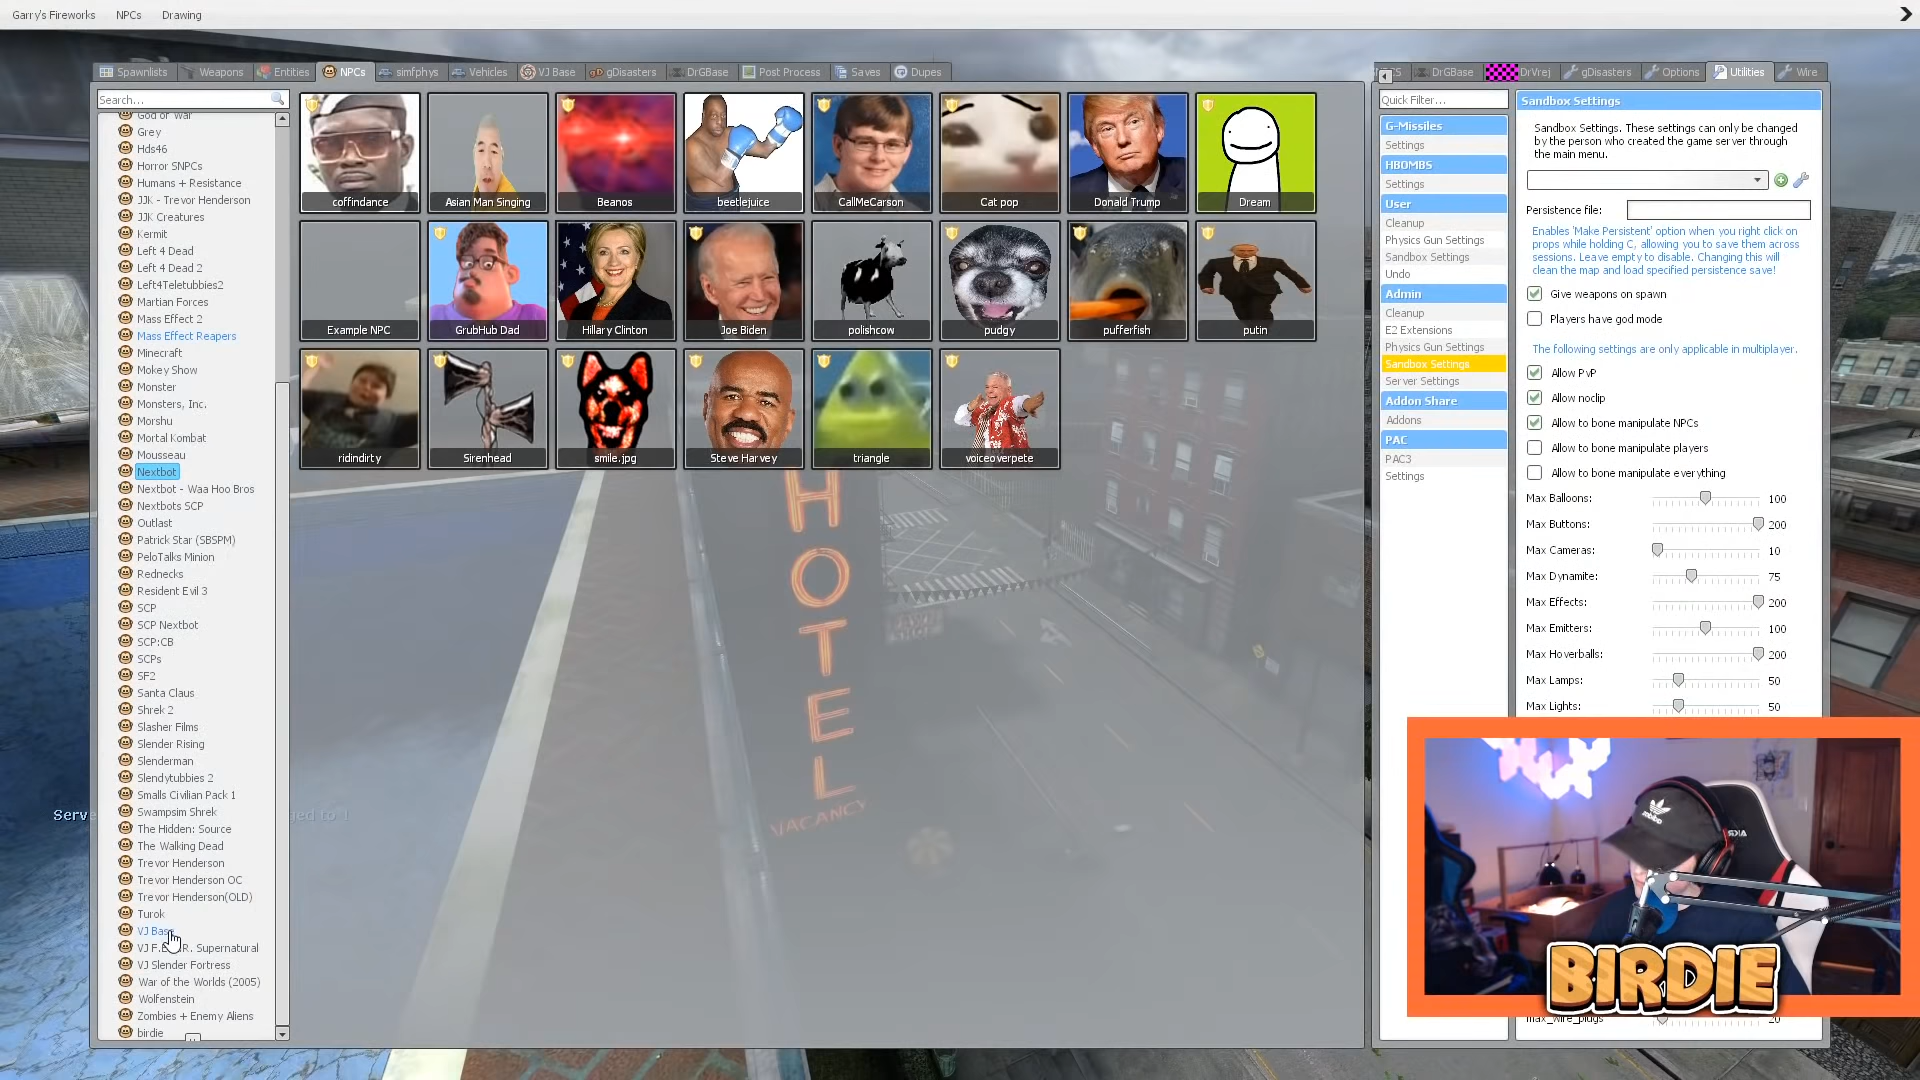 Garry's Fireworks NPCs Drawing
Spawnlists Weapons Entities NPCs simfphys Vehicles VJ Base gDisasters DrGBase Post Process Saves Dupes
DrGBase DrVrej gDisasters Options Utilities Wire
Search...
God of War
Grey
Hds46
Horror SNPCs
Humans + Resistance
JJK - Trevor Henderson
JJK Creatures
Kermit
Left 4 Dead
Left 4 Dead 2
Left4Teletubbies2
Martian Forces
Mass Effect 2
Mass Effect Reapers
Minecraft
Mokey Show
Monster
Monsters, Inc.
Morshu
Mortal Kombat
Mousseau
Nextbot
Nextbot - Waa Hoo Bros
Nextbots SCP
Outlast
Patrick Star (SBSPM)
PeloTalks Minion
Rednecks
Resident Evil 3
SCP
SCP Nextbot
SCP:CB
SCPs
SF2
Santa Claus
Shrek 2
Slasher Films
Slender Rising
Slenderman
Slendytubbies 2
Smalls Civilian Pack 1
Swampsim Shrek
The Hidden: Source
The Walking Dead
Trevor Henderson
Trevor Henderson OC
Trevor Henderson(OLD)
Turok
VJ Base
VJ F.E.A.R. Supernatural
VJ Slender Fortress
War of the Worlds (2005)
Wolfenstein
Zombies + Enemy Aliens
birdie
coffindance Asian Man Singing Beanos beetlejuice CallMeCarson Cat pop Donald Trump Dream
Example NPC GrubHub Dad Hillary Clinton Joe Biden polishcow pudgy pufferfish putin
ridindirty Sirenhead smile.jpg Steve Harvey triangle voiceoverpete
HOTEL
VACANCY
Serve
ged to !
Quick Filter...
G-Missiles
Settings
HBOMBS
Settings
User
Cleanup
Physics Gun Settings
Sandbox Settings
Undo
Admin
Cleanup
E2 Extensions
Physics Gun Settings
Sandbox Settings
Server Settings
Addon Share
Addons
PAC
PAC3
Settings
Sandbox Settings
Sandbox Settings. These settings can only be changed
by the person who created the game server through
the main menu.
Persistence file:
Enables 'Make Persistent' option when you right click on
props while holding C, allowing you to save them across
sessions. Leave empty to disable. Changing this will
clean the map and load specified persistence save!
Give weapons on spawn
Players have god mode
The following settings are only applicable in multiplayer.
Allow PvP
Allow noclip
Allow to bone manipulate NPCs
Allow to bone manipulate players
Allow to bone manipulate everything
Max Balloons: 100
Max Buttons: 200
Max Cameras: 10
Max Dynamite: 75
Max Effects: 200
Max Emitters: 100
Max Hoverballs: 200
Max Lamps: 50
Max Lights: 50
max_wire_plugs 20
BIRDIE